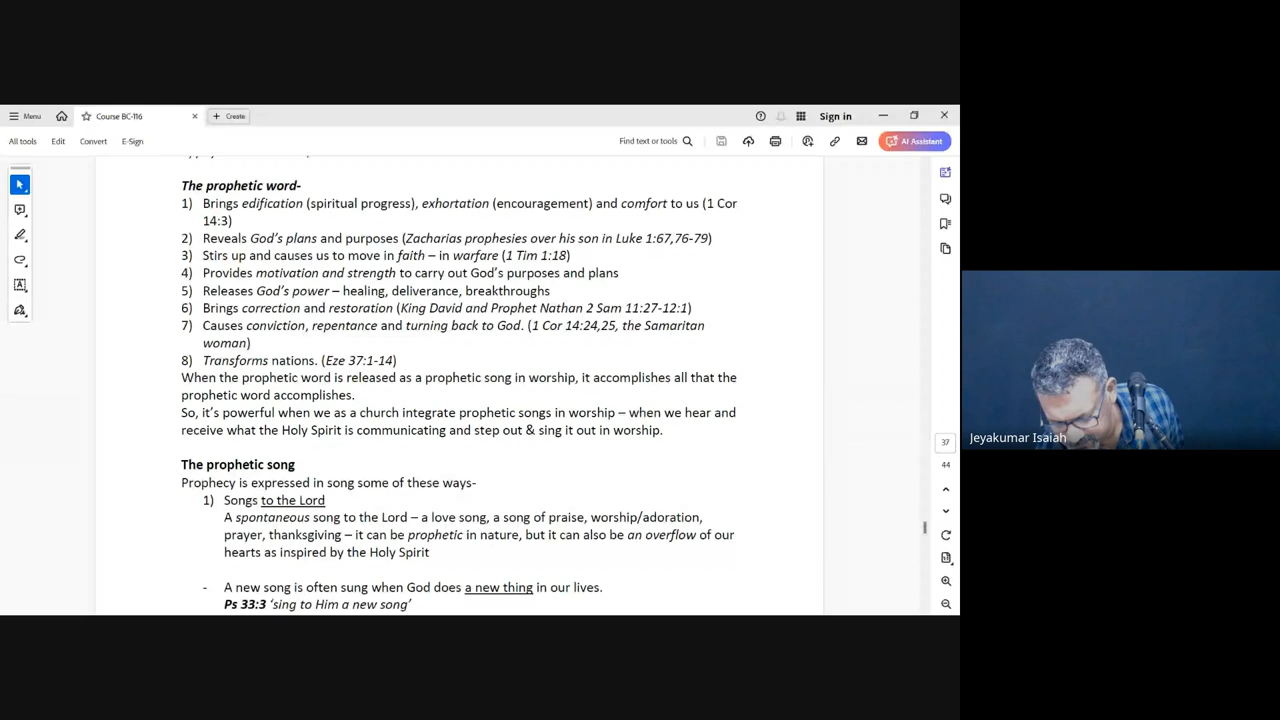 Menu
Course BC-116
Create
Sign in
All tools
Edit
Convert
E-Sign
Find text or tools
AI Assistant
The prophetic word-
1) Brings edification (spiritual progress), exhortation (encouragement) and comfort to us (1 Cor
14:3)
2) Reveals God's plans and purposes (Zacharias prophesies over his son in Luke 1:67,76-79)
3) Stirs up and causes us to move in faith – in warfare (1 Tim 1:18)
4) Provides motivation and strength to carry out God's purposes and plans
5) Releases God's power – healing, deliverance, breakthroughs
6) Brings correction and restoration (King David and Prophet Nathan 2 Sam 11:27-12:1)
7) Causes conviction, repentance and turning back to God. (1 Cor 14:24,25, the Samaritan
woman)
8) Transforms nations. (Eze 37:1-14)
When the prophetic word is released as a prophetic song in worship, it accomplishes all that the
prophetic word accomplishes.
So, it's powerful when we as a church integrate prophetic songs in worship – when we hear and
receive what the Holy Spirit is communicating and step out & sing it out in worship.
The prophetic song
Prophecy is expressed in song some of these ways-
1) Songs to the Lord
A spontaneous song to the Lord – a love song, a song of praise, worship/adoration,
prayer, thanksgiving – it can be prophetic in nature, but it can also be an overflow of our
hearts as inspired by the Holy Spirit
- A new song is often sung when God does a new thing in our lives.
Ps 33:3 'sing to Him a new song'
37
44
Jeyakumar Isaiah